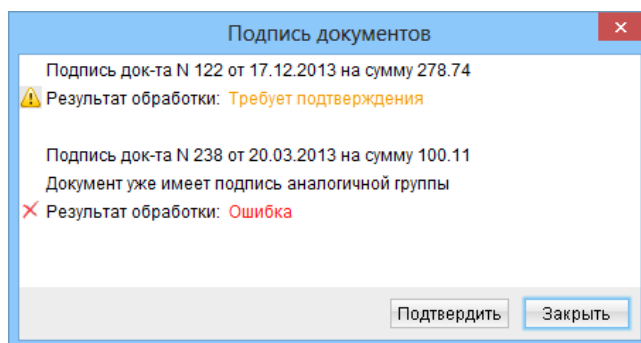 Подпись документов
Подпись док-та N 122 от 17.12.2013 на сумму 278.74
Результат обработки: Требует подтверждения
Подпись док-та N 238 от 20.03.2013 на сумму 100.11
Документ уже имеет подпись аналогичной группы
Результат обработки: Ошибка
Подтвердить Закрыть